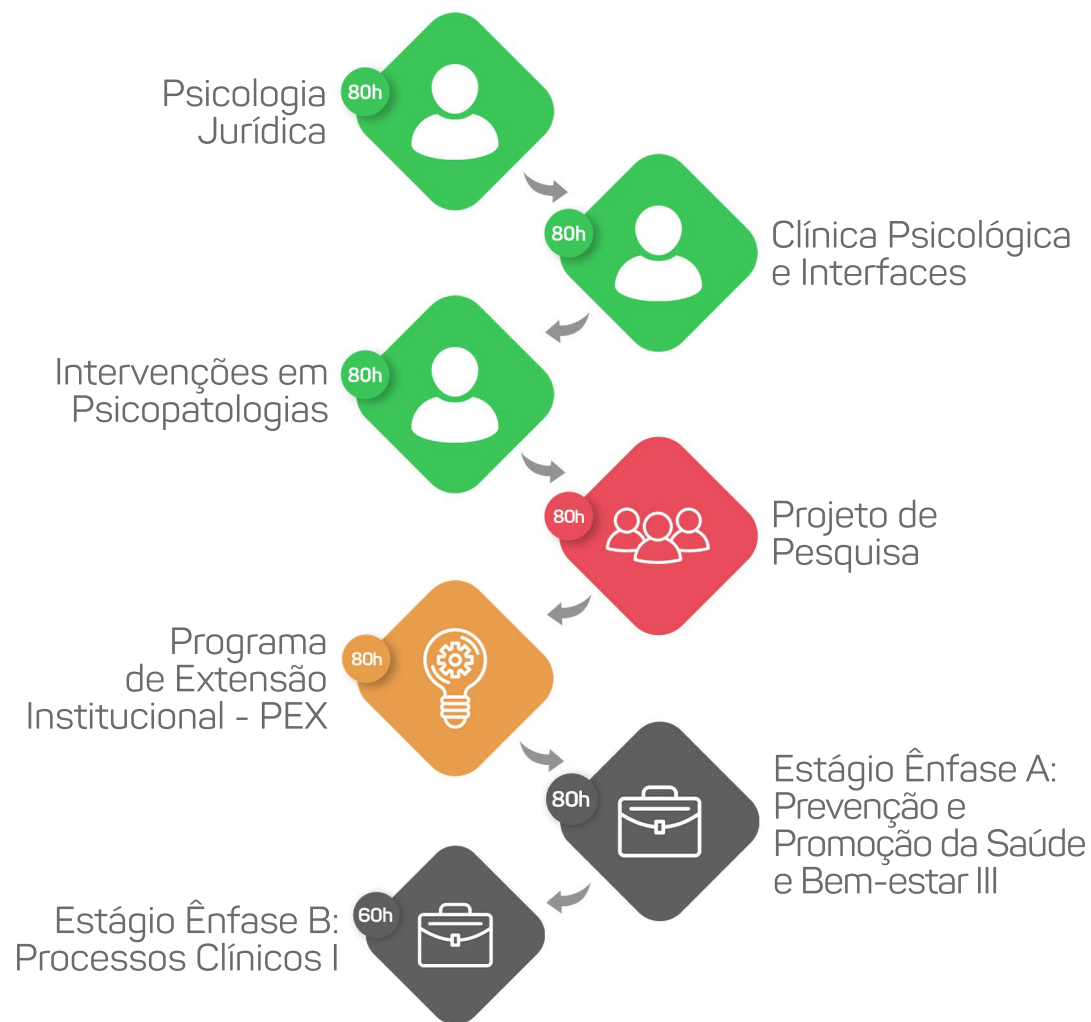 Psicologia
Jurídica
80h
80h
Clínica Psicológica
e Interfaces
Intervenções em
Psicopatologias
80h
80h
Projeto de
Pesquisa
Programa
de Extensão
Institucional - PEX
80h
80h
Estágio Ênfase A:
Prevenção e
Promoção da Saúde
e Bem-estar III
Estágio Ênfase B:
Processos Clínicos I
60h